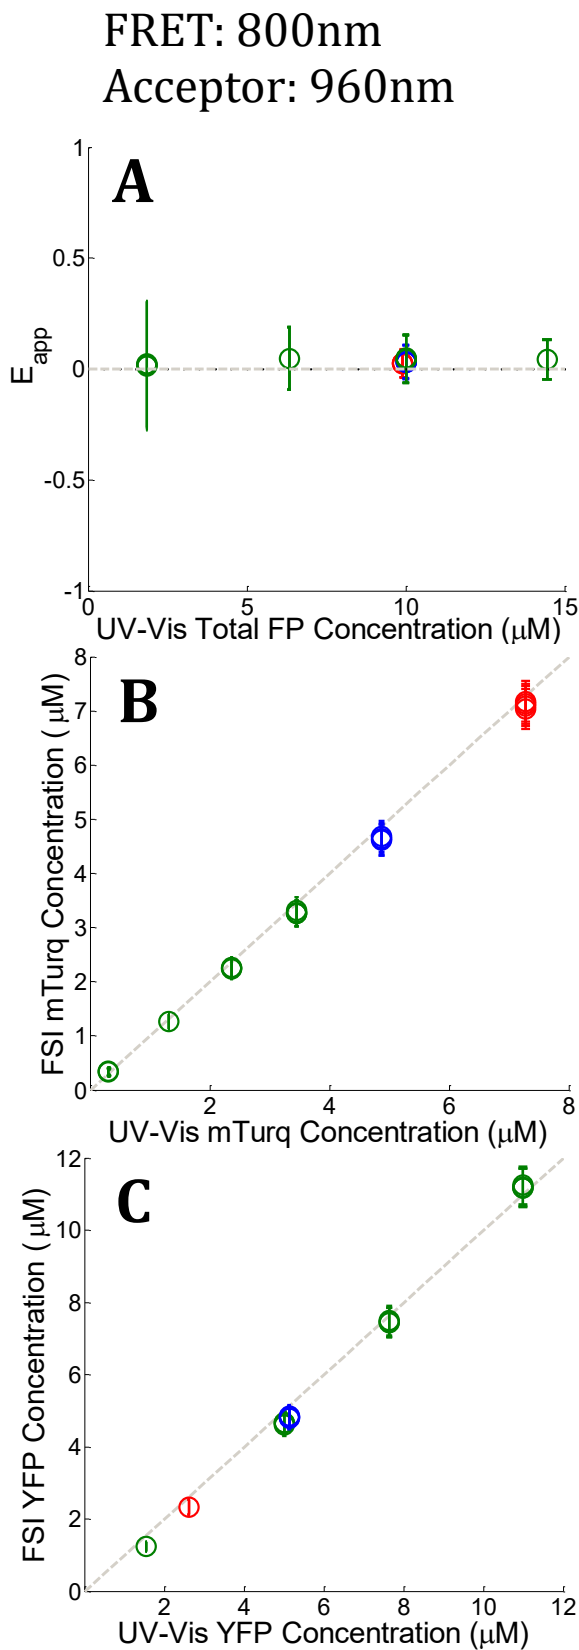 FRET: 800nm
Acceptor: 960nm
A
1
0.5
0
-0.5
-1
E_app
0 5 10 15
UV-Vis Total FP Concentration (μM)
B
8
7
6
5
4
3
2
1
0
FSI mTurq Concentration ( μM)
2 4 6 8
UV-Vis mTurq Concentration (μM)
C
12
10
8
6
4
2
0
FSI YFP Concentration ( μM)
2 4 6 8 10 12
UV-Vis YFP Concentration (μM)